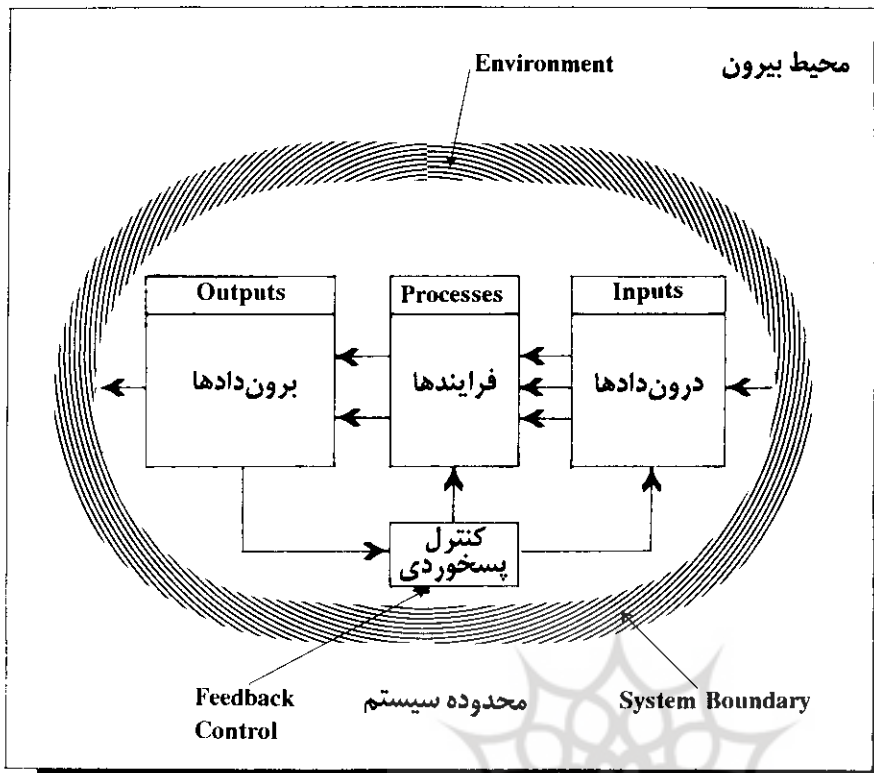 محیط بیرون
Environment
Inputs
Processes
Outputs
درون‌دادها
فرایندها
برون‌دادها
کنترل
پسخوردی
Feedback
Control
محدوده سیستم
System Boundary